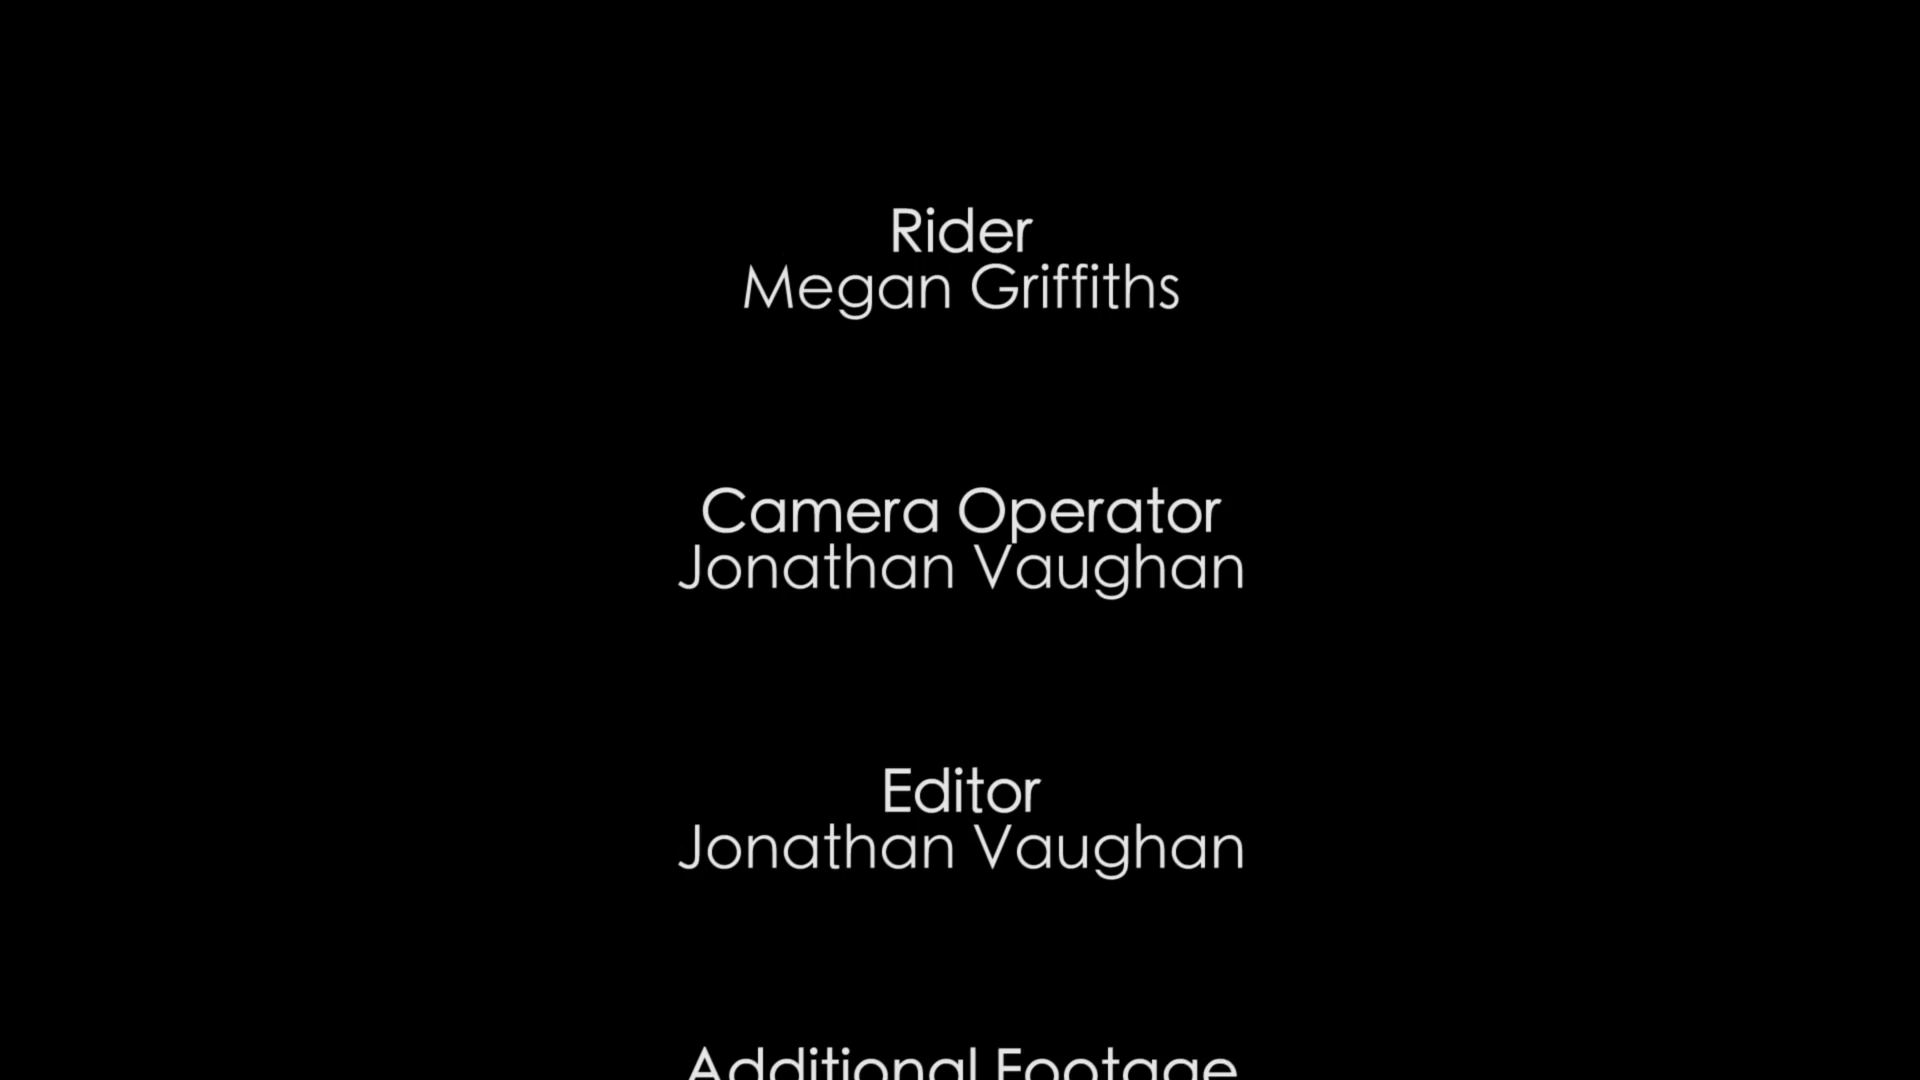 Rider
Megan Griffiths
Camera Operator
Jonathan Vaughan
Editor
Jonathan Vaughan
Additional Footage